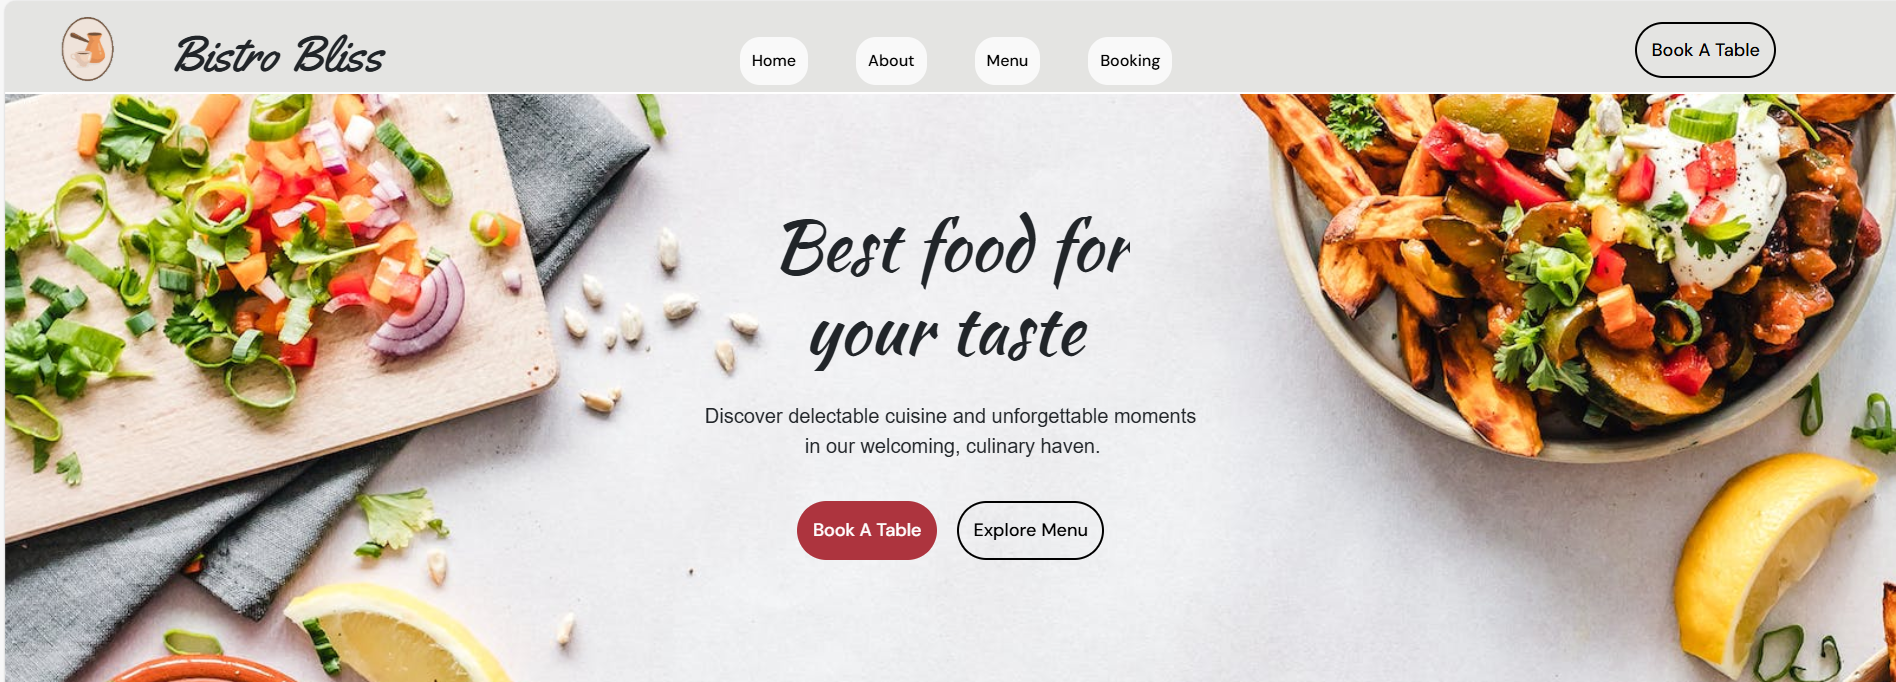 Bistro Bliss
Home
About
Menu
Booking
Book A Table
Best food for
your taste
Discover delectable cuisine and unforgettable moments
in our welcoming, culinary haven.
Book A Table
Explore Menu